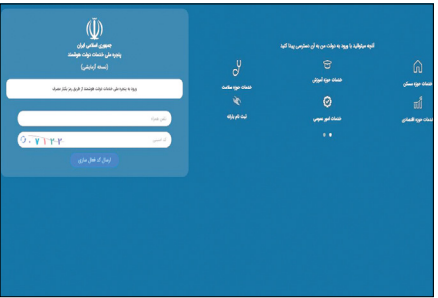 جمهوری اسلامی ایران
پنجره ملی خدمات دولت هوشمند
(نسخه آزمایشی)
ورود به پنجره ملی خدمات دولت هوشمند از طریق رمز یکبار مصرف
تلفن همراه
کد امنیتی
ارسال کد فعال سازی
آنچه میتوانید با ورود به دولت من به آن دسترسی پیدا کنید
خدمات حوزه مسکن
خدمات حوزه آموزش
خدمات حوزه سلامت
خدمات حوزه اقتصادی
خدمات امور عمومی
ثبت نام یارانه